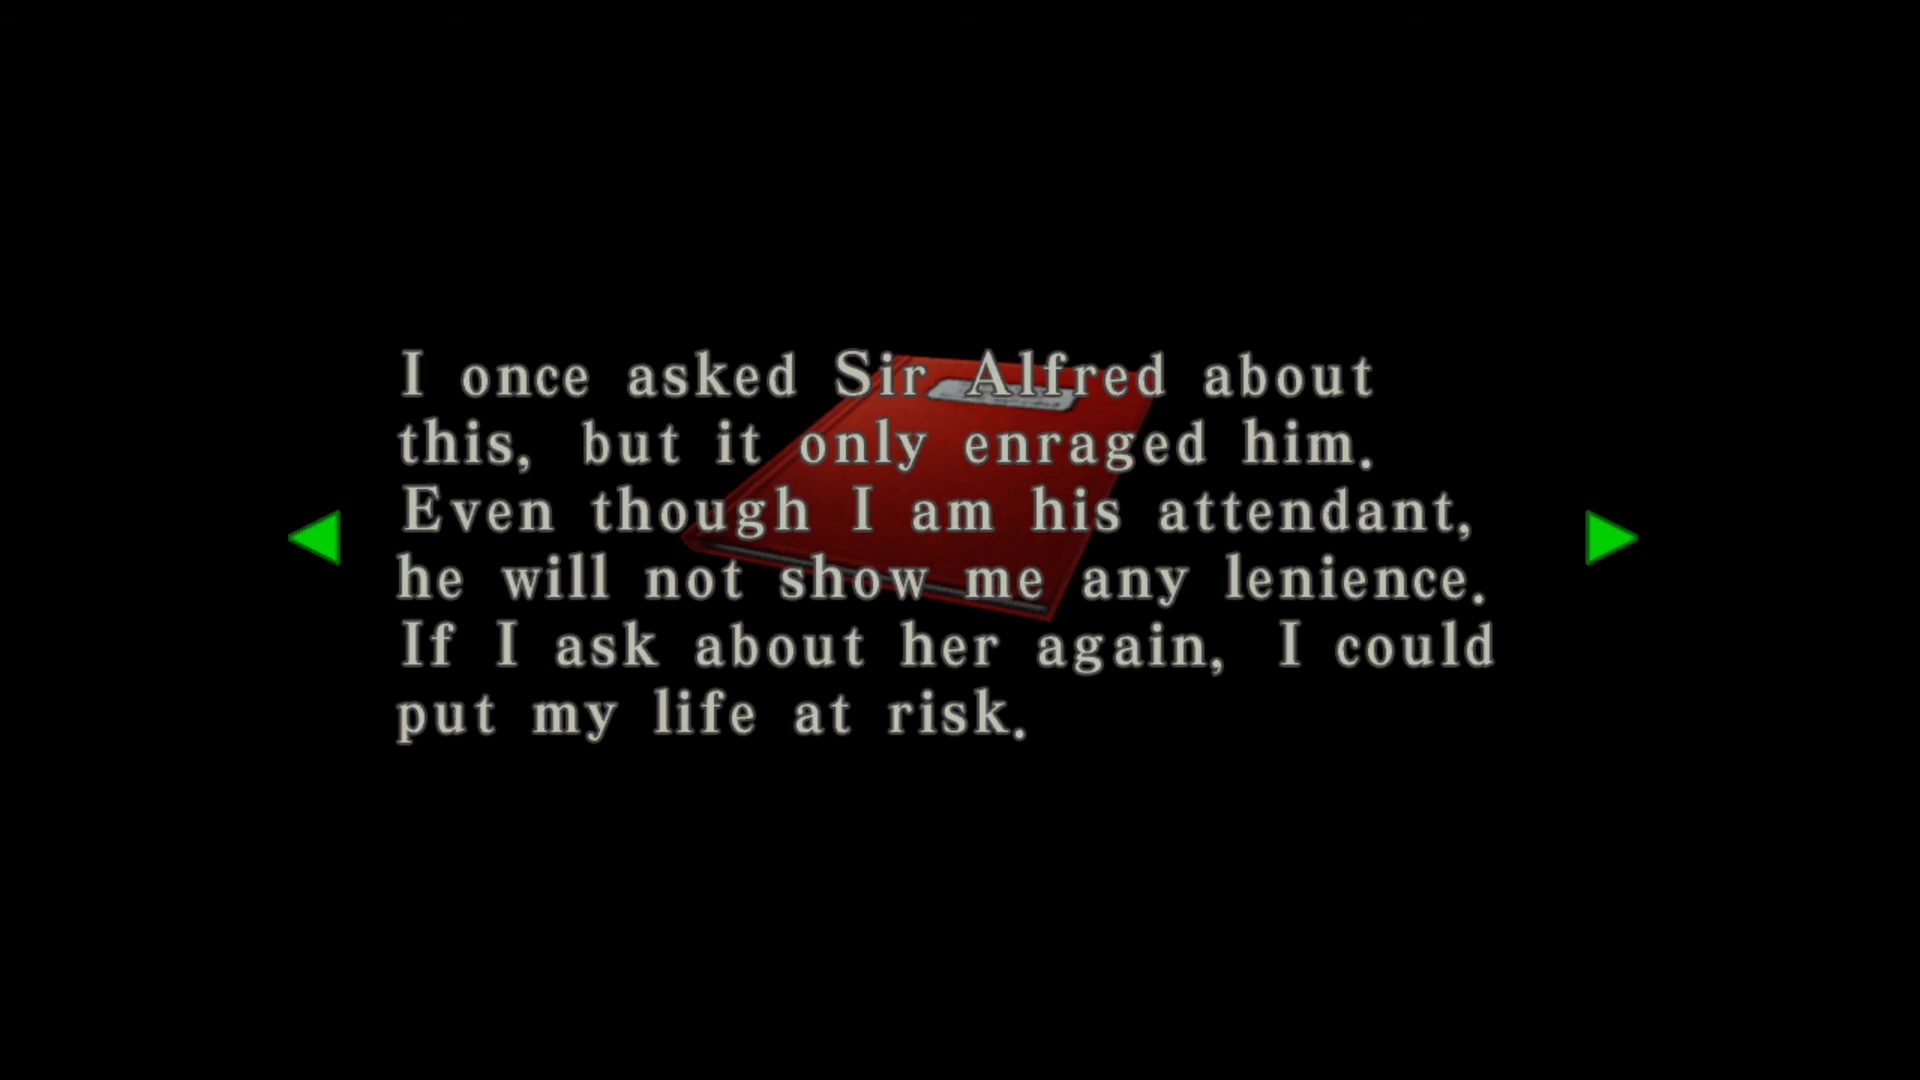 I once asked Sir Alfred about
this, but it only enraged him.
Even though I am his attendant,
he will not show me any lenience.
If I ask about her again, I could
put my life at risk.